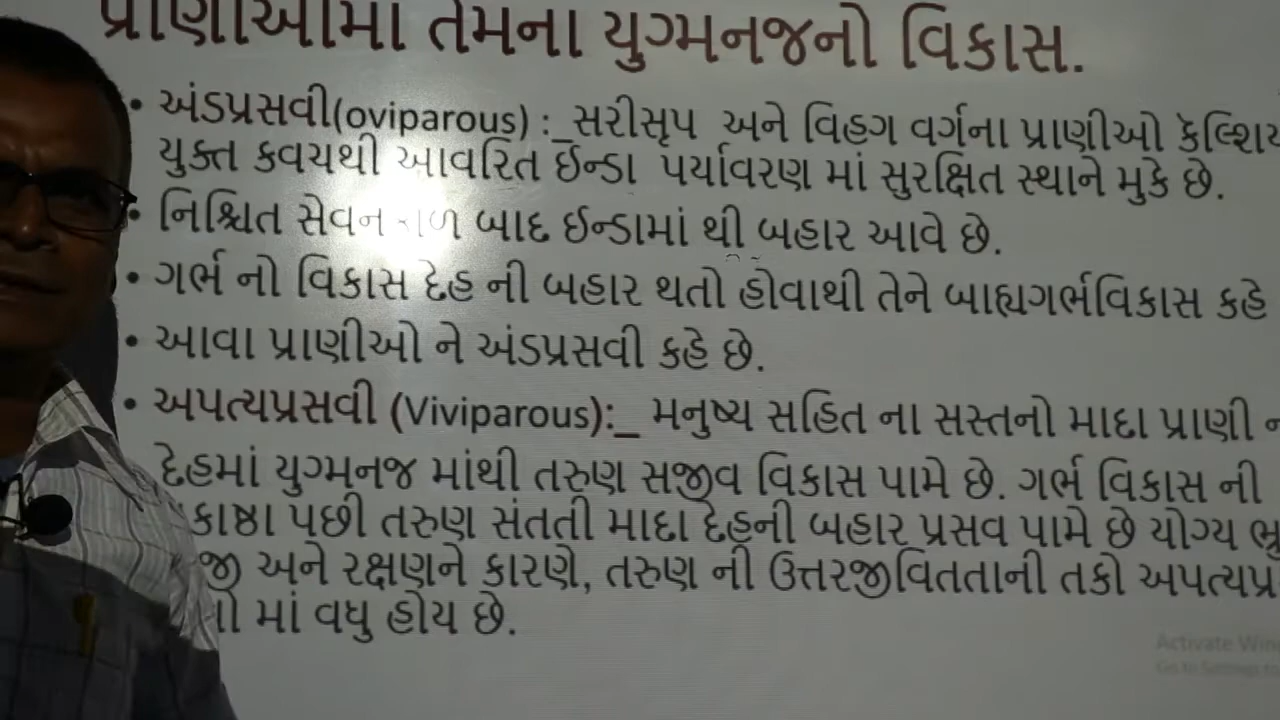 પ્રાણીઓમાં તેમના યુગ્મનજનો વિકાસ.
• અંડપ્રસવી(oviparous) :_સરીસૃપ અને વિહગ વર્ગના પ્રાણીઓ
યુક્ત કવચથી આવરિત ઈન્ડા પર્યાવરણ માં સુરક્ષિત સ્થાને મુકે છે.
• નિશ્ચિત સેવન બાદ ઈન્ડામાં થી બહાર આવે છે.
• ગર્ભ નો વિકાસ દેહ ની બહાર થતો હોવાથી તેને બાહ્યગર્ભવિકાસ કહે
• આવા પ્રાણીઓ ને અંડપ્રસવી કહે છે.
• અપત્યપ્રસવી (Viviparous):_ મનુષ્ય સહિત ના સસ્તનો માદા પ્રાણી
દેહમાં યુગ્મનજ માંથી તરુણ સજીવ વિકાસ પામે છે. ગર્ભ વિકાસ ની
પછી તરુણ સંતતી માદા દેહની બહાર પ્રસવ પામે છે યોગ્ય
અને રક્ષણને કારણે, તરુણ ની ઉત્તરજીવિતતાની તકો
માં વધુ હોય છે.
Activate